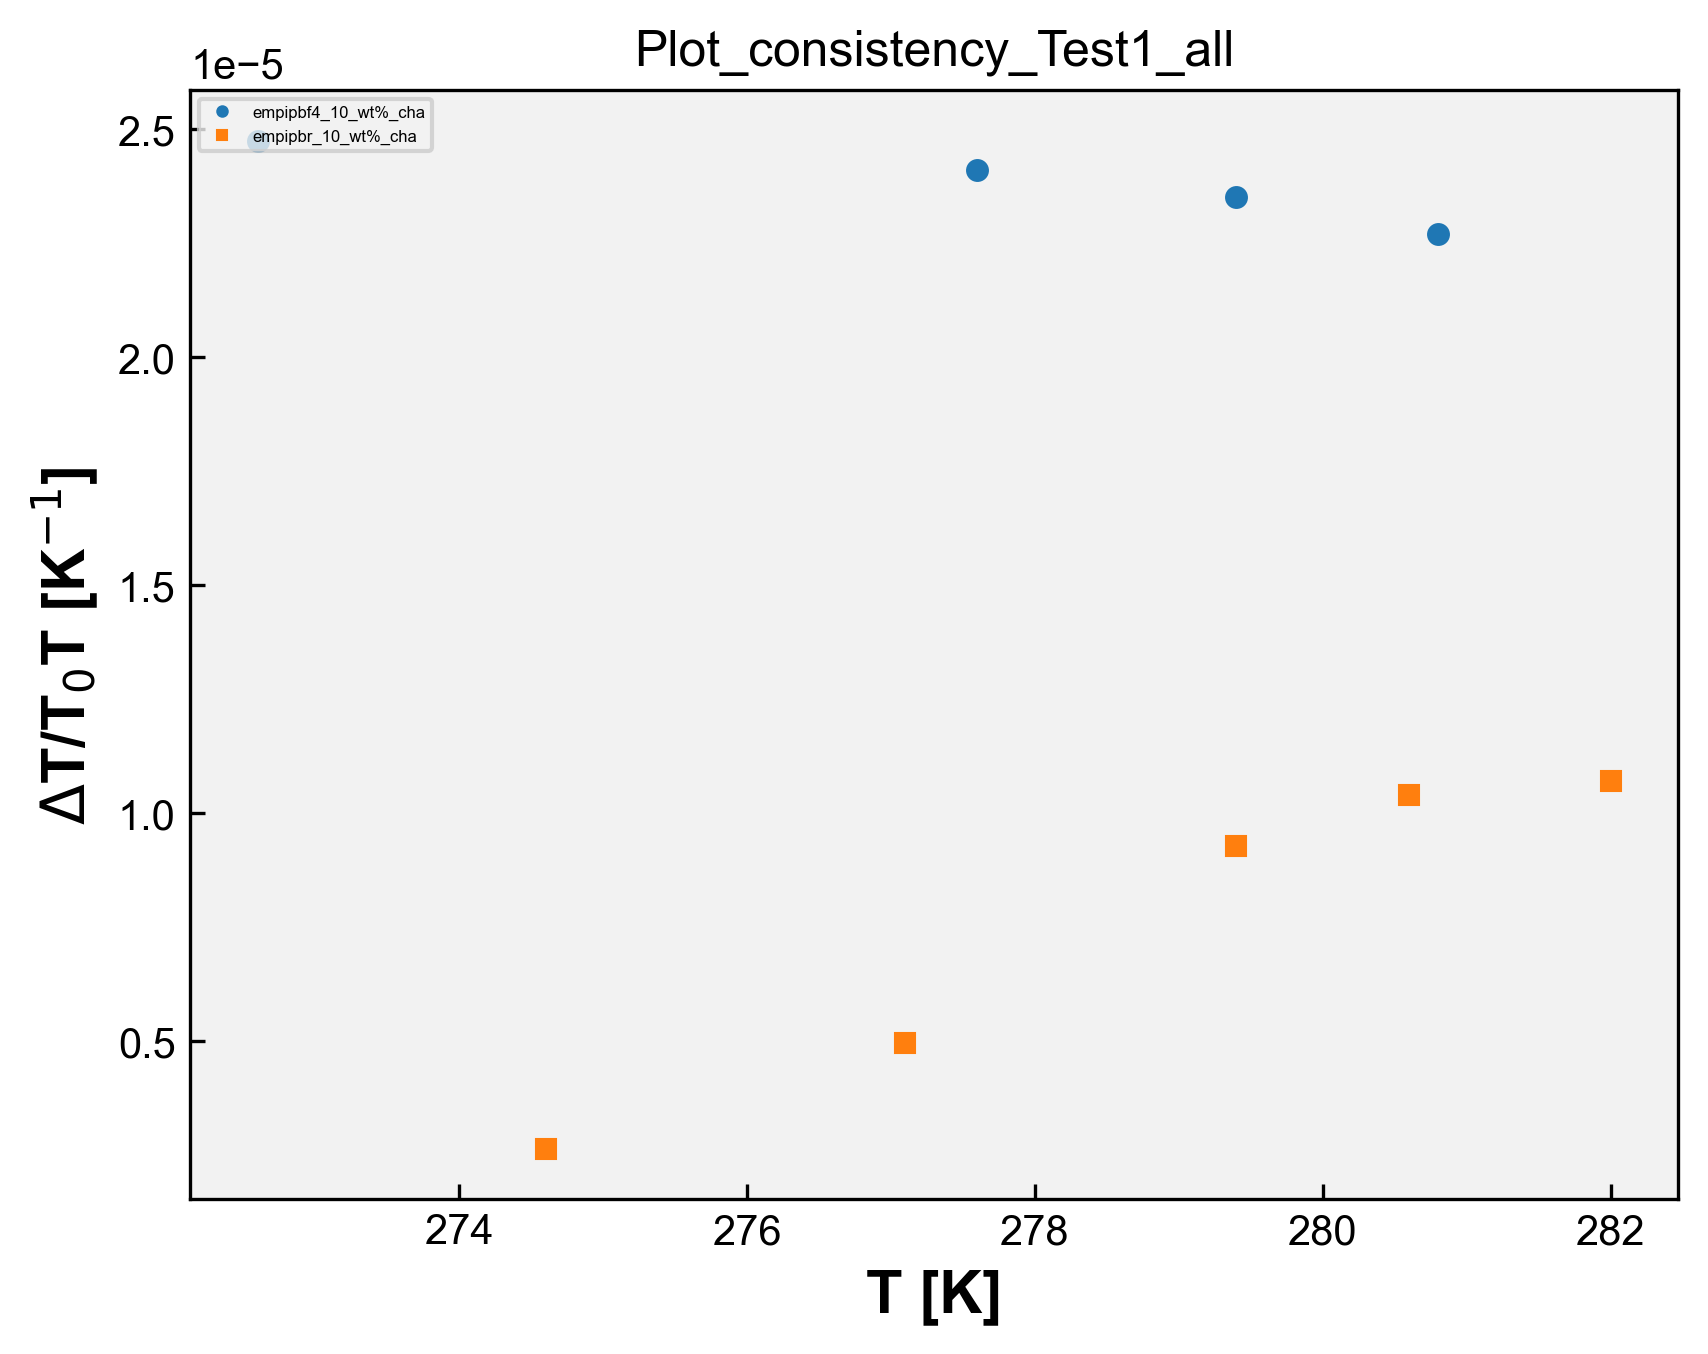 Plot_consistency_Test1_all
1e−5
empipbf4_10_wt%_cha
empipbr_10_wt%_cha
2.5
2.0
1.5
1.0
0.5
ΔT/T₀T [K⁻¹]
274 276 278 280 282
T [K]